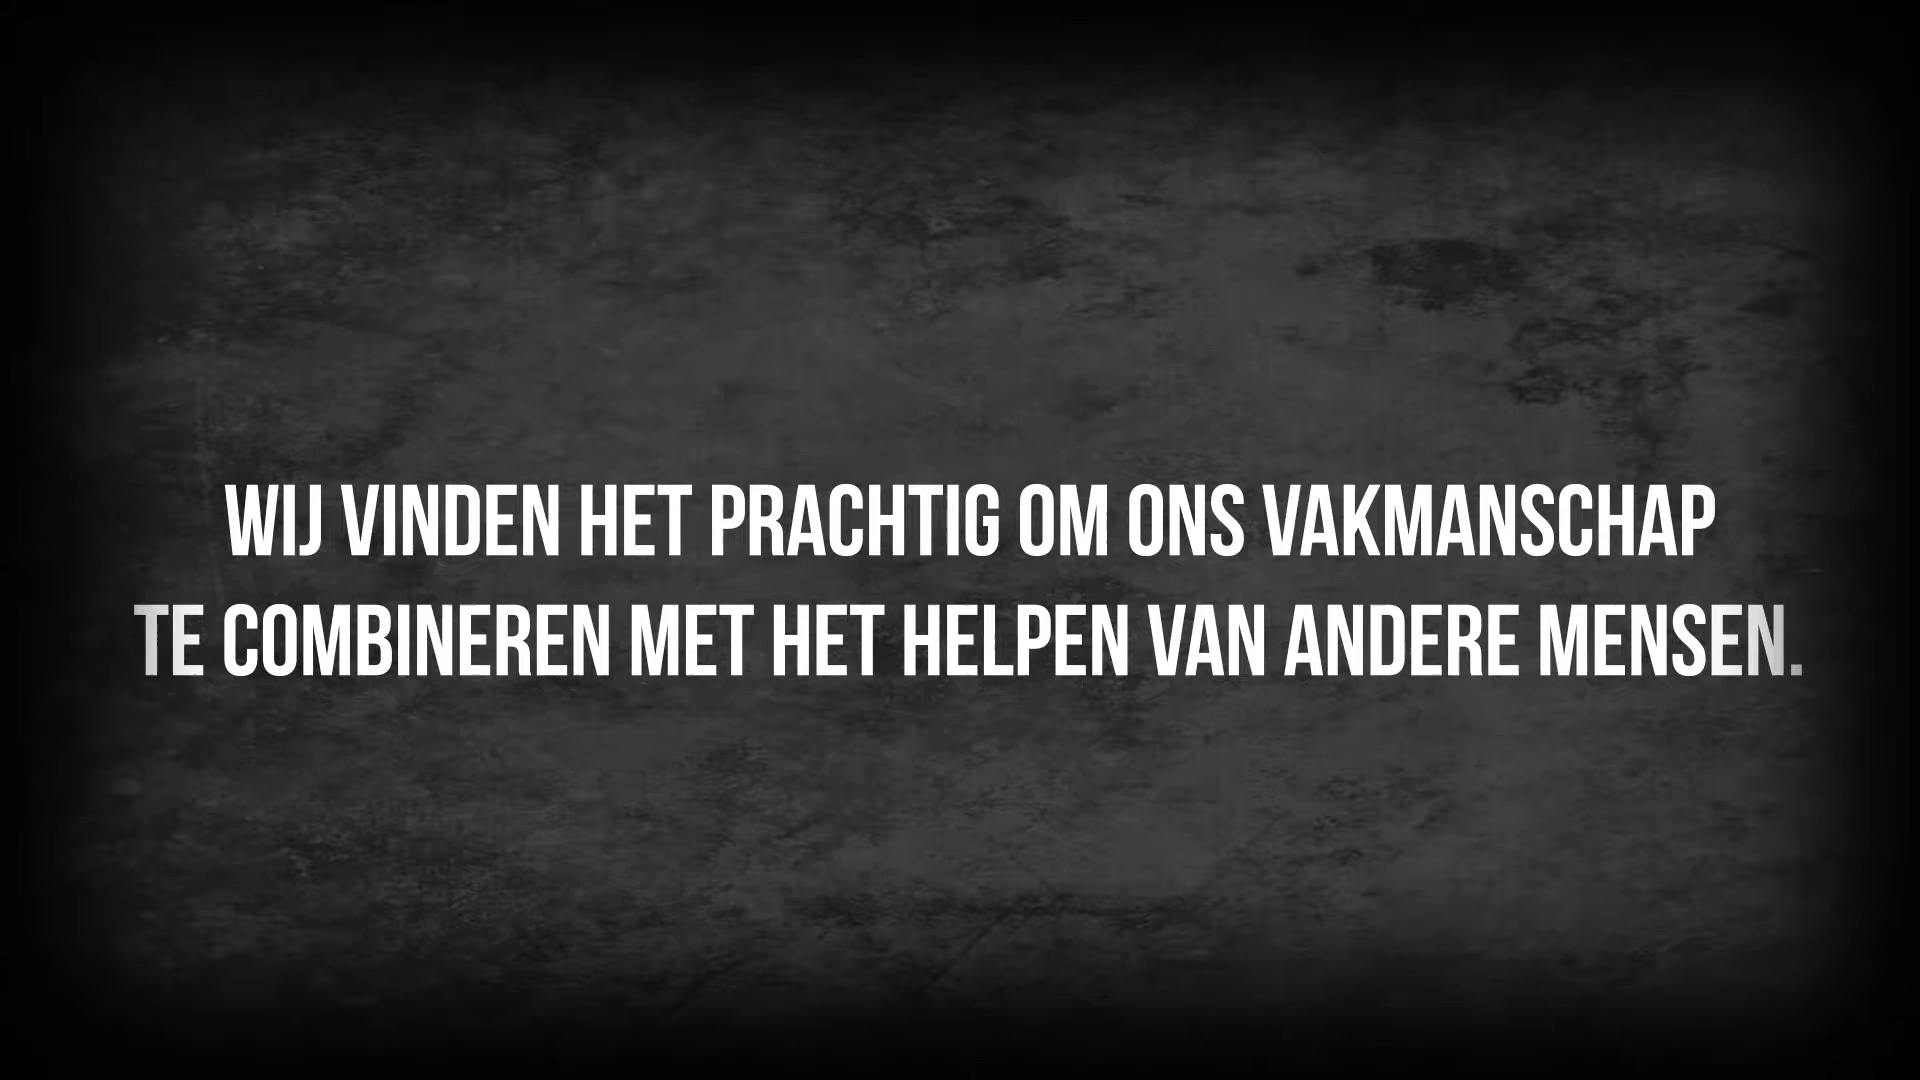 WIJ VINDEN HET PRACHTIG OM ONS VAKMANSCHAP
TE COMBINEREN MET HET HELPEN VAN ANDERE MENSEN.